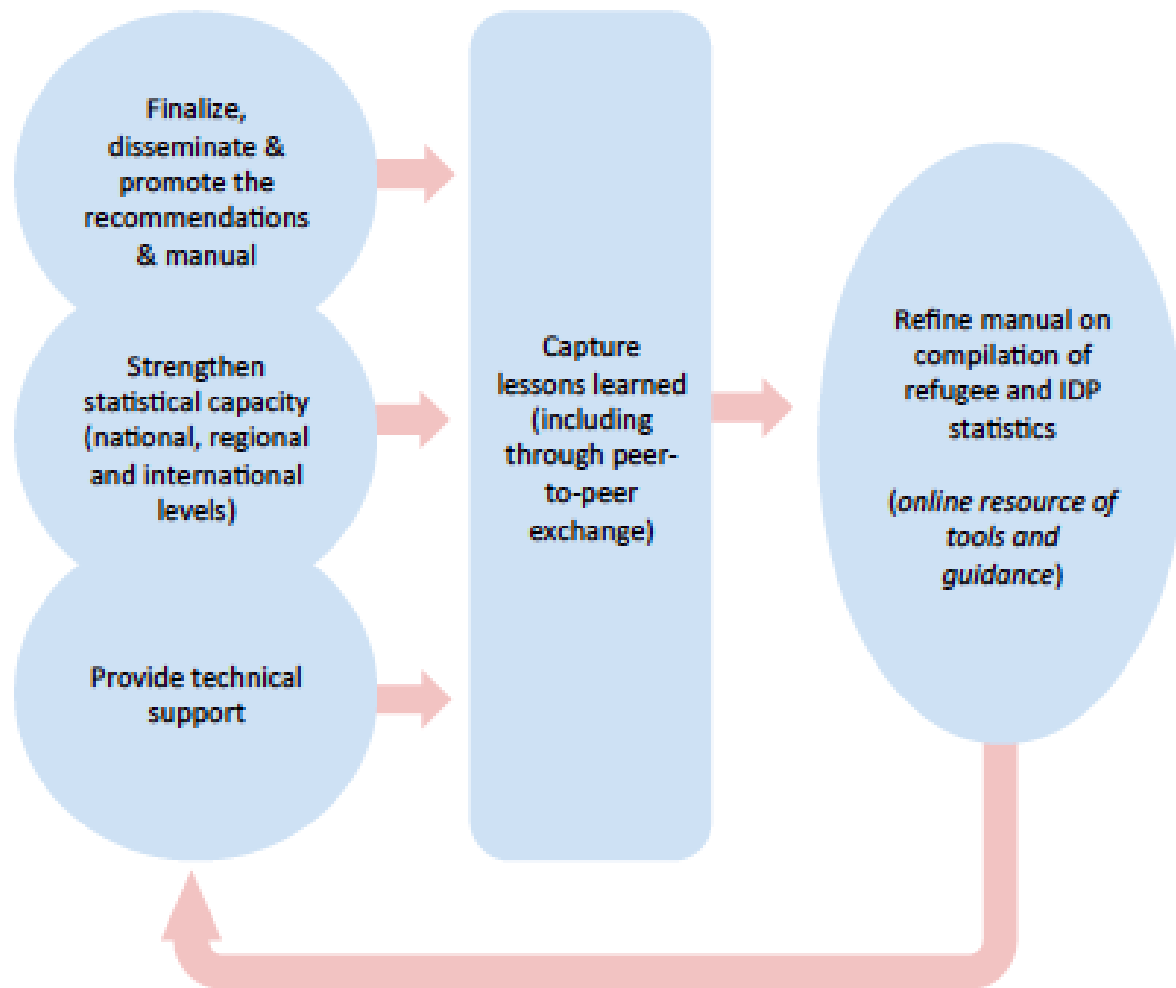 Finalize,
disseminate &
promote the
recommendations
& manual
Strengthen
statistical capacity
(national, regional
and international
levels)
Provide technical
support
Capture
lessons learned
(including
through peer-
to-peer
exchange)
Refine manual on
compilation of
refugee and IDP
statistics
(online resource of
tools and
guidance)